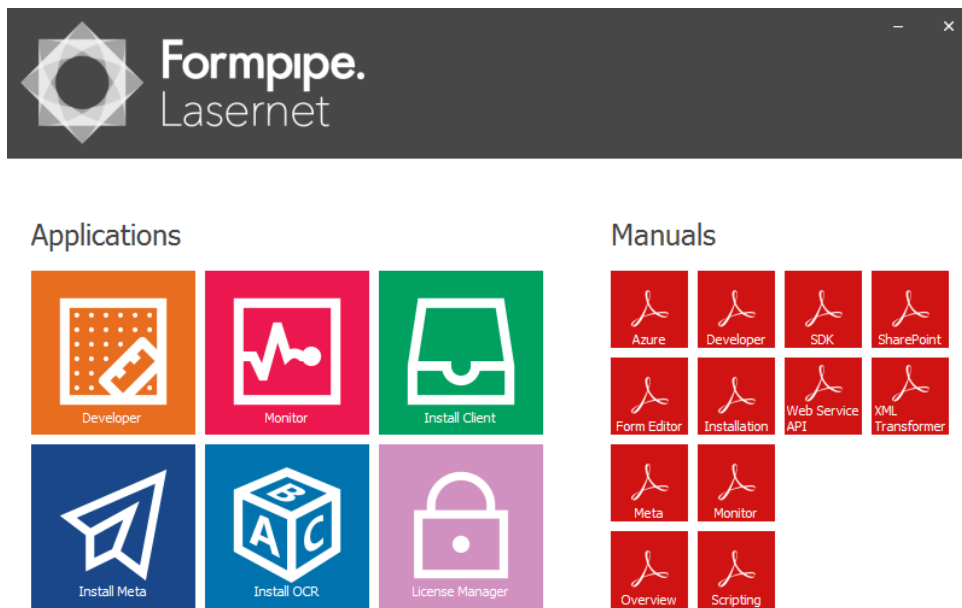 Formpipe.
Lasernet
Applications
Developer
Monitor
Install Client
Install Meta
B
A C
Install OCR
License Manager
Manuals
Azure
Developer
SDK
SharePoint
Form Editor
Installation
Web Service
API
XML
Transformer
Meta
Monitor
Overview
Scripting